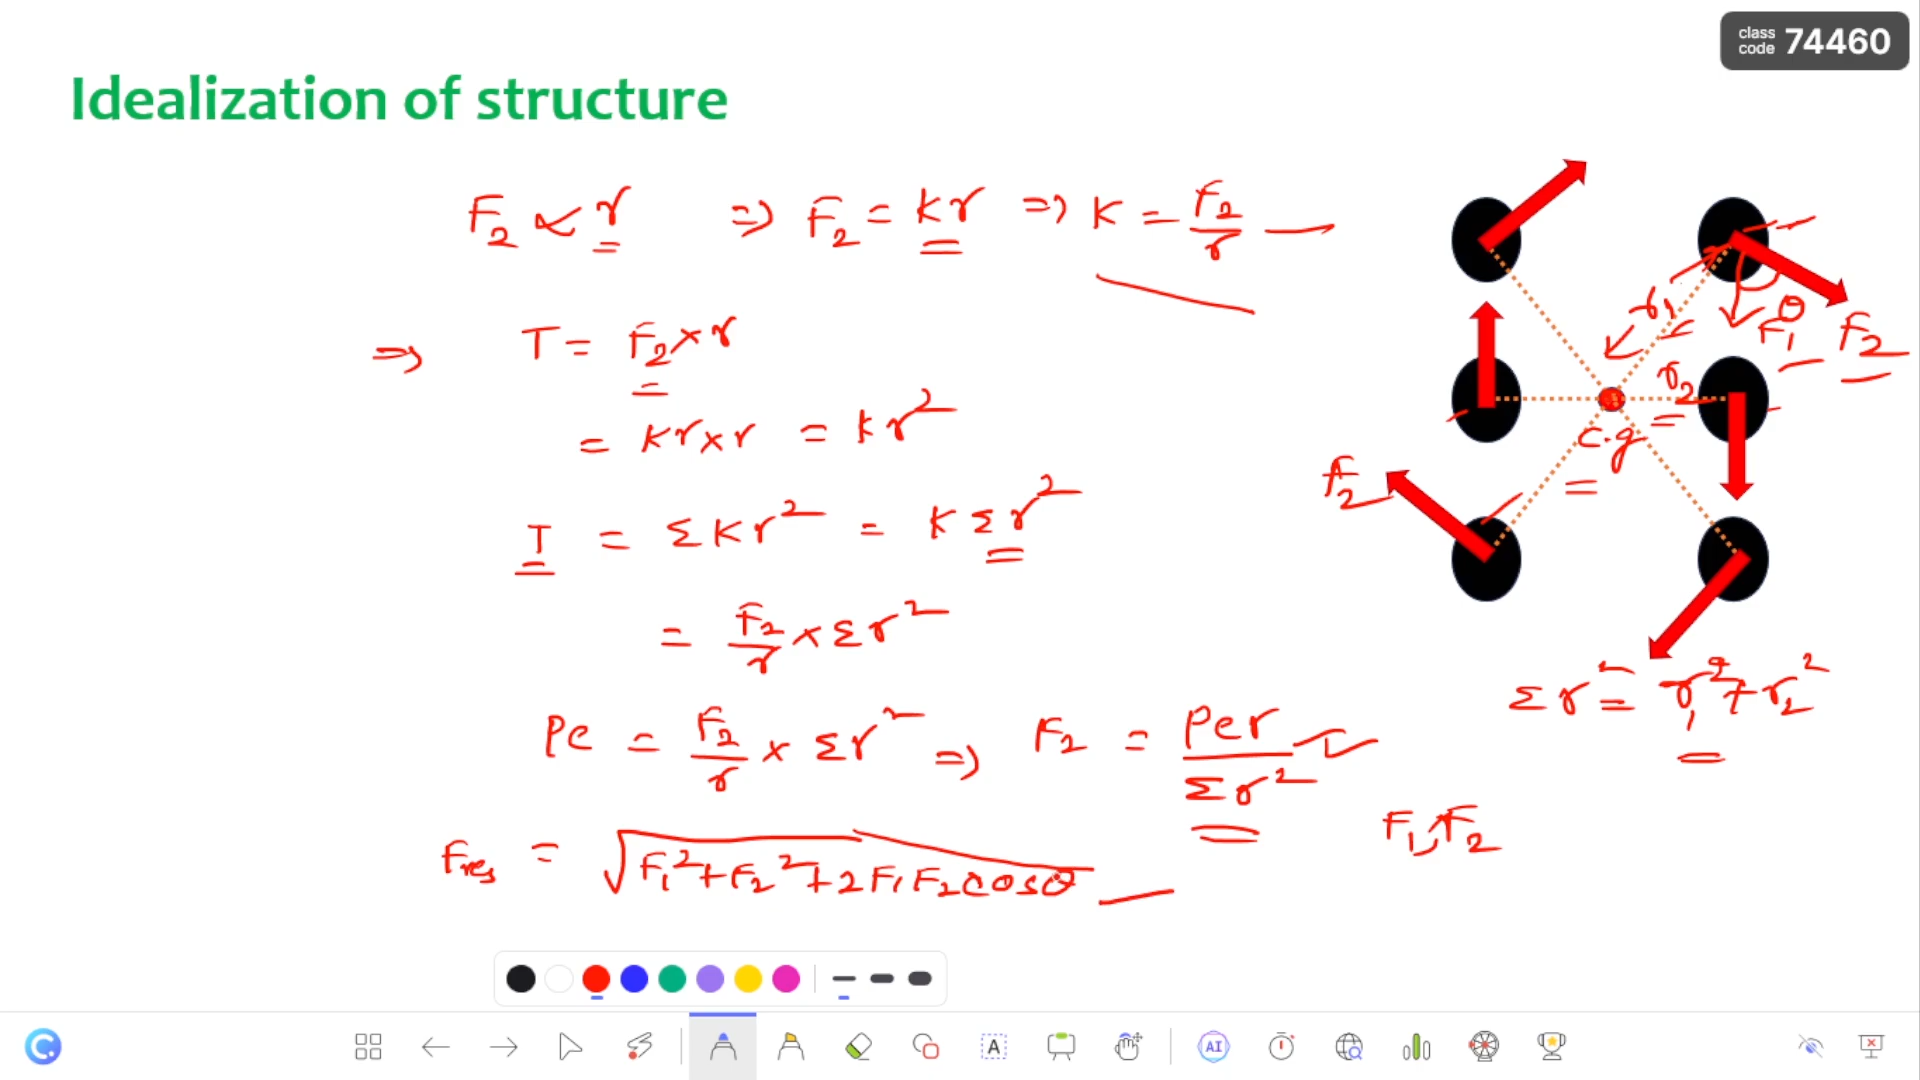 class code 74460
Idealization of structure
F₂ ∝ r ⇒ F₂ = Kr ⇒ K = F₂/r
⇒ T = F₂ × r
= Kr × r = Kr²
T = ΣKr² = KΣr²
= F₂/r × Σr²
Pe = F₂/r × Σr² ⇒ F₂ = Per/Σr²
Fres = √F₁²+F₂²+2F₁F₂cosθ
F₁, F₂
r₁
θ
F₁
F₂
r₂
c.g
F₂
Σr² = r₁²+r₂²
A
AI